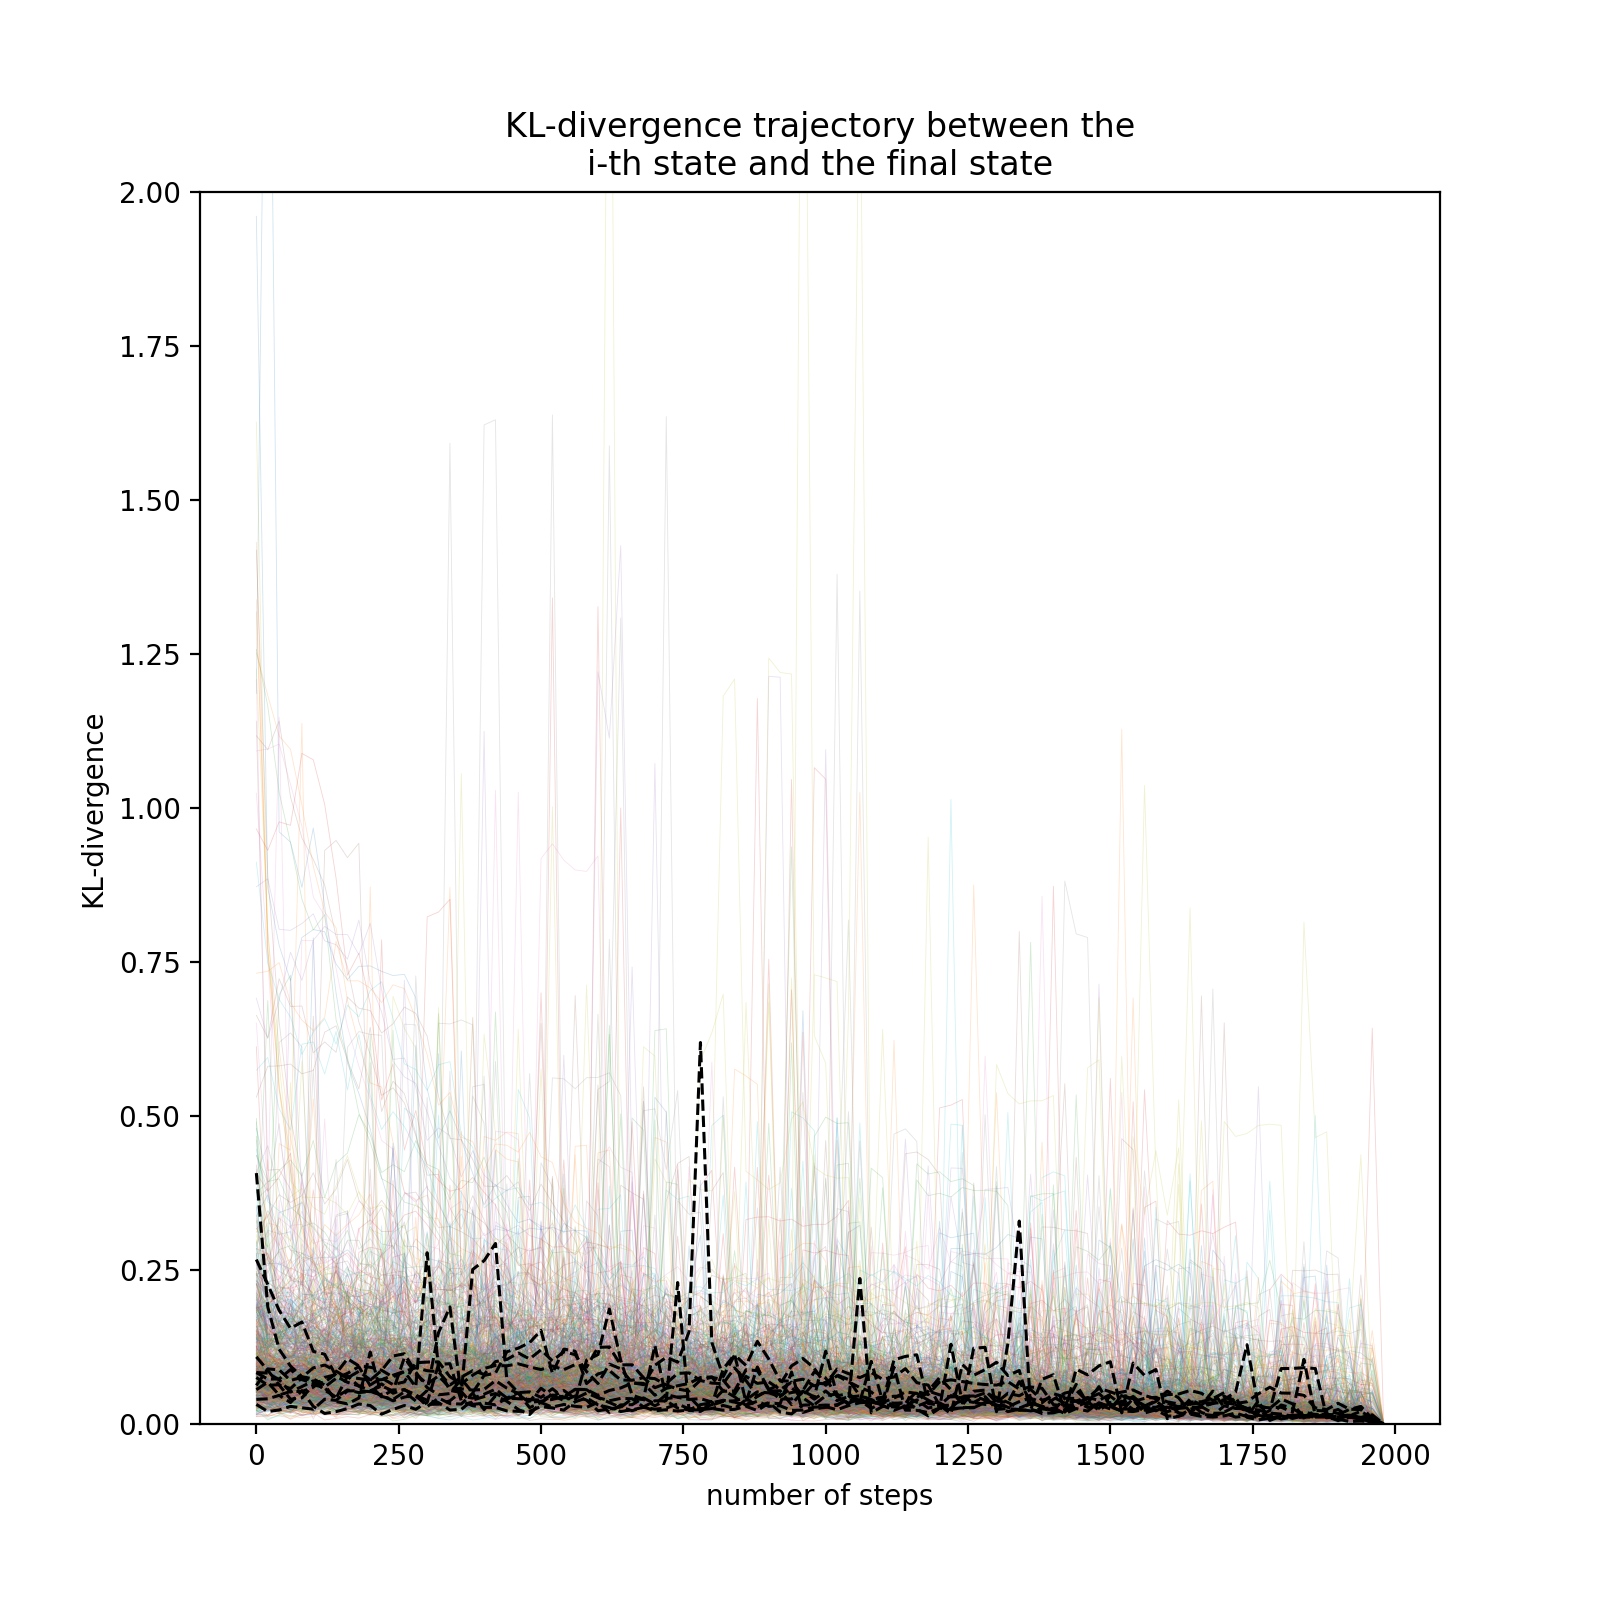 KL-divergence trajectory between the
i-th state and the final state
2.00
1.75
1.50
1.25
1.00
0.75
0.50
0.25
0.00
KL-divergence
0 250 500 750 1000 1250 1500 1750 2000
number of steps